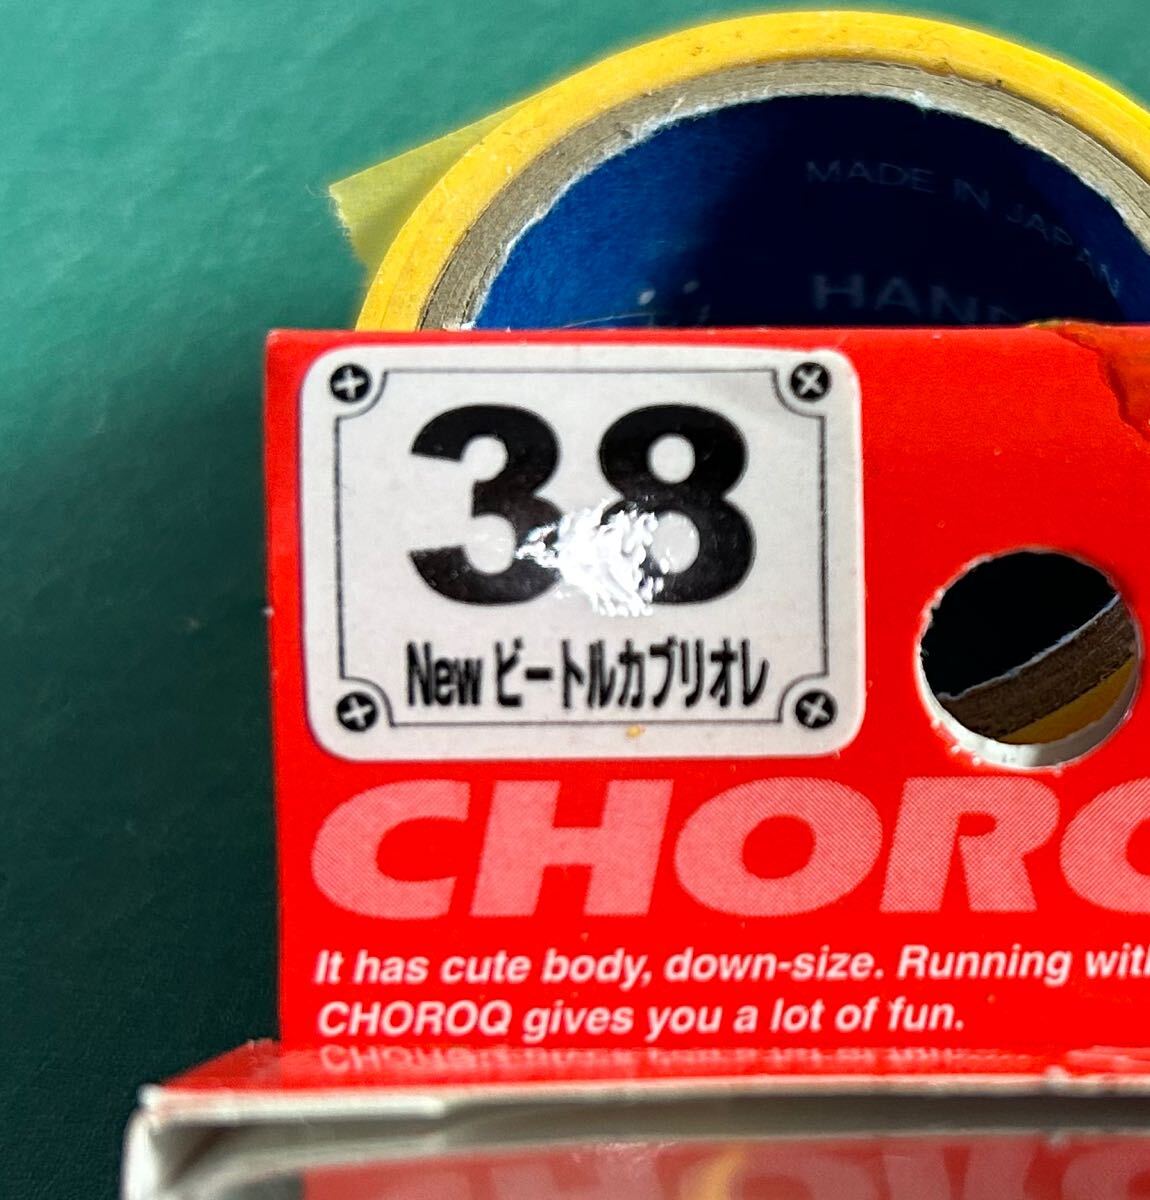 MADE IN JAPAN
38
New ビートルカブリオレ
CHORO
It has cute body, down-size. Running with
CHOROQ gives you a lot of fun.